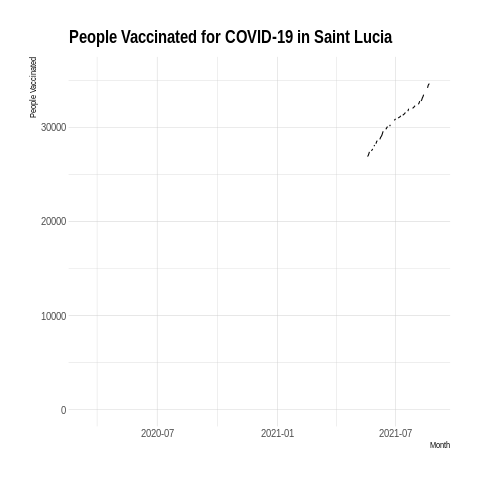 People Vaccinated for COVID-19 in Saint Lucia
People Vaccinated
30000
20000
10000
0
2020-07 2021-01 2021-07
Month